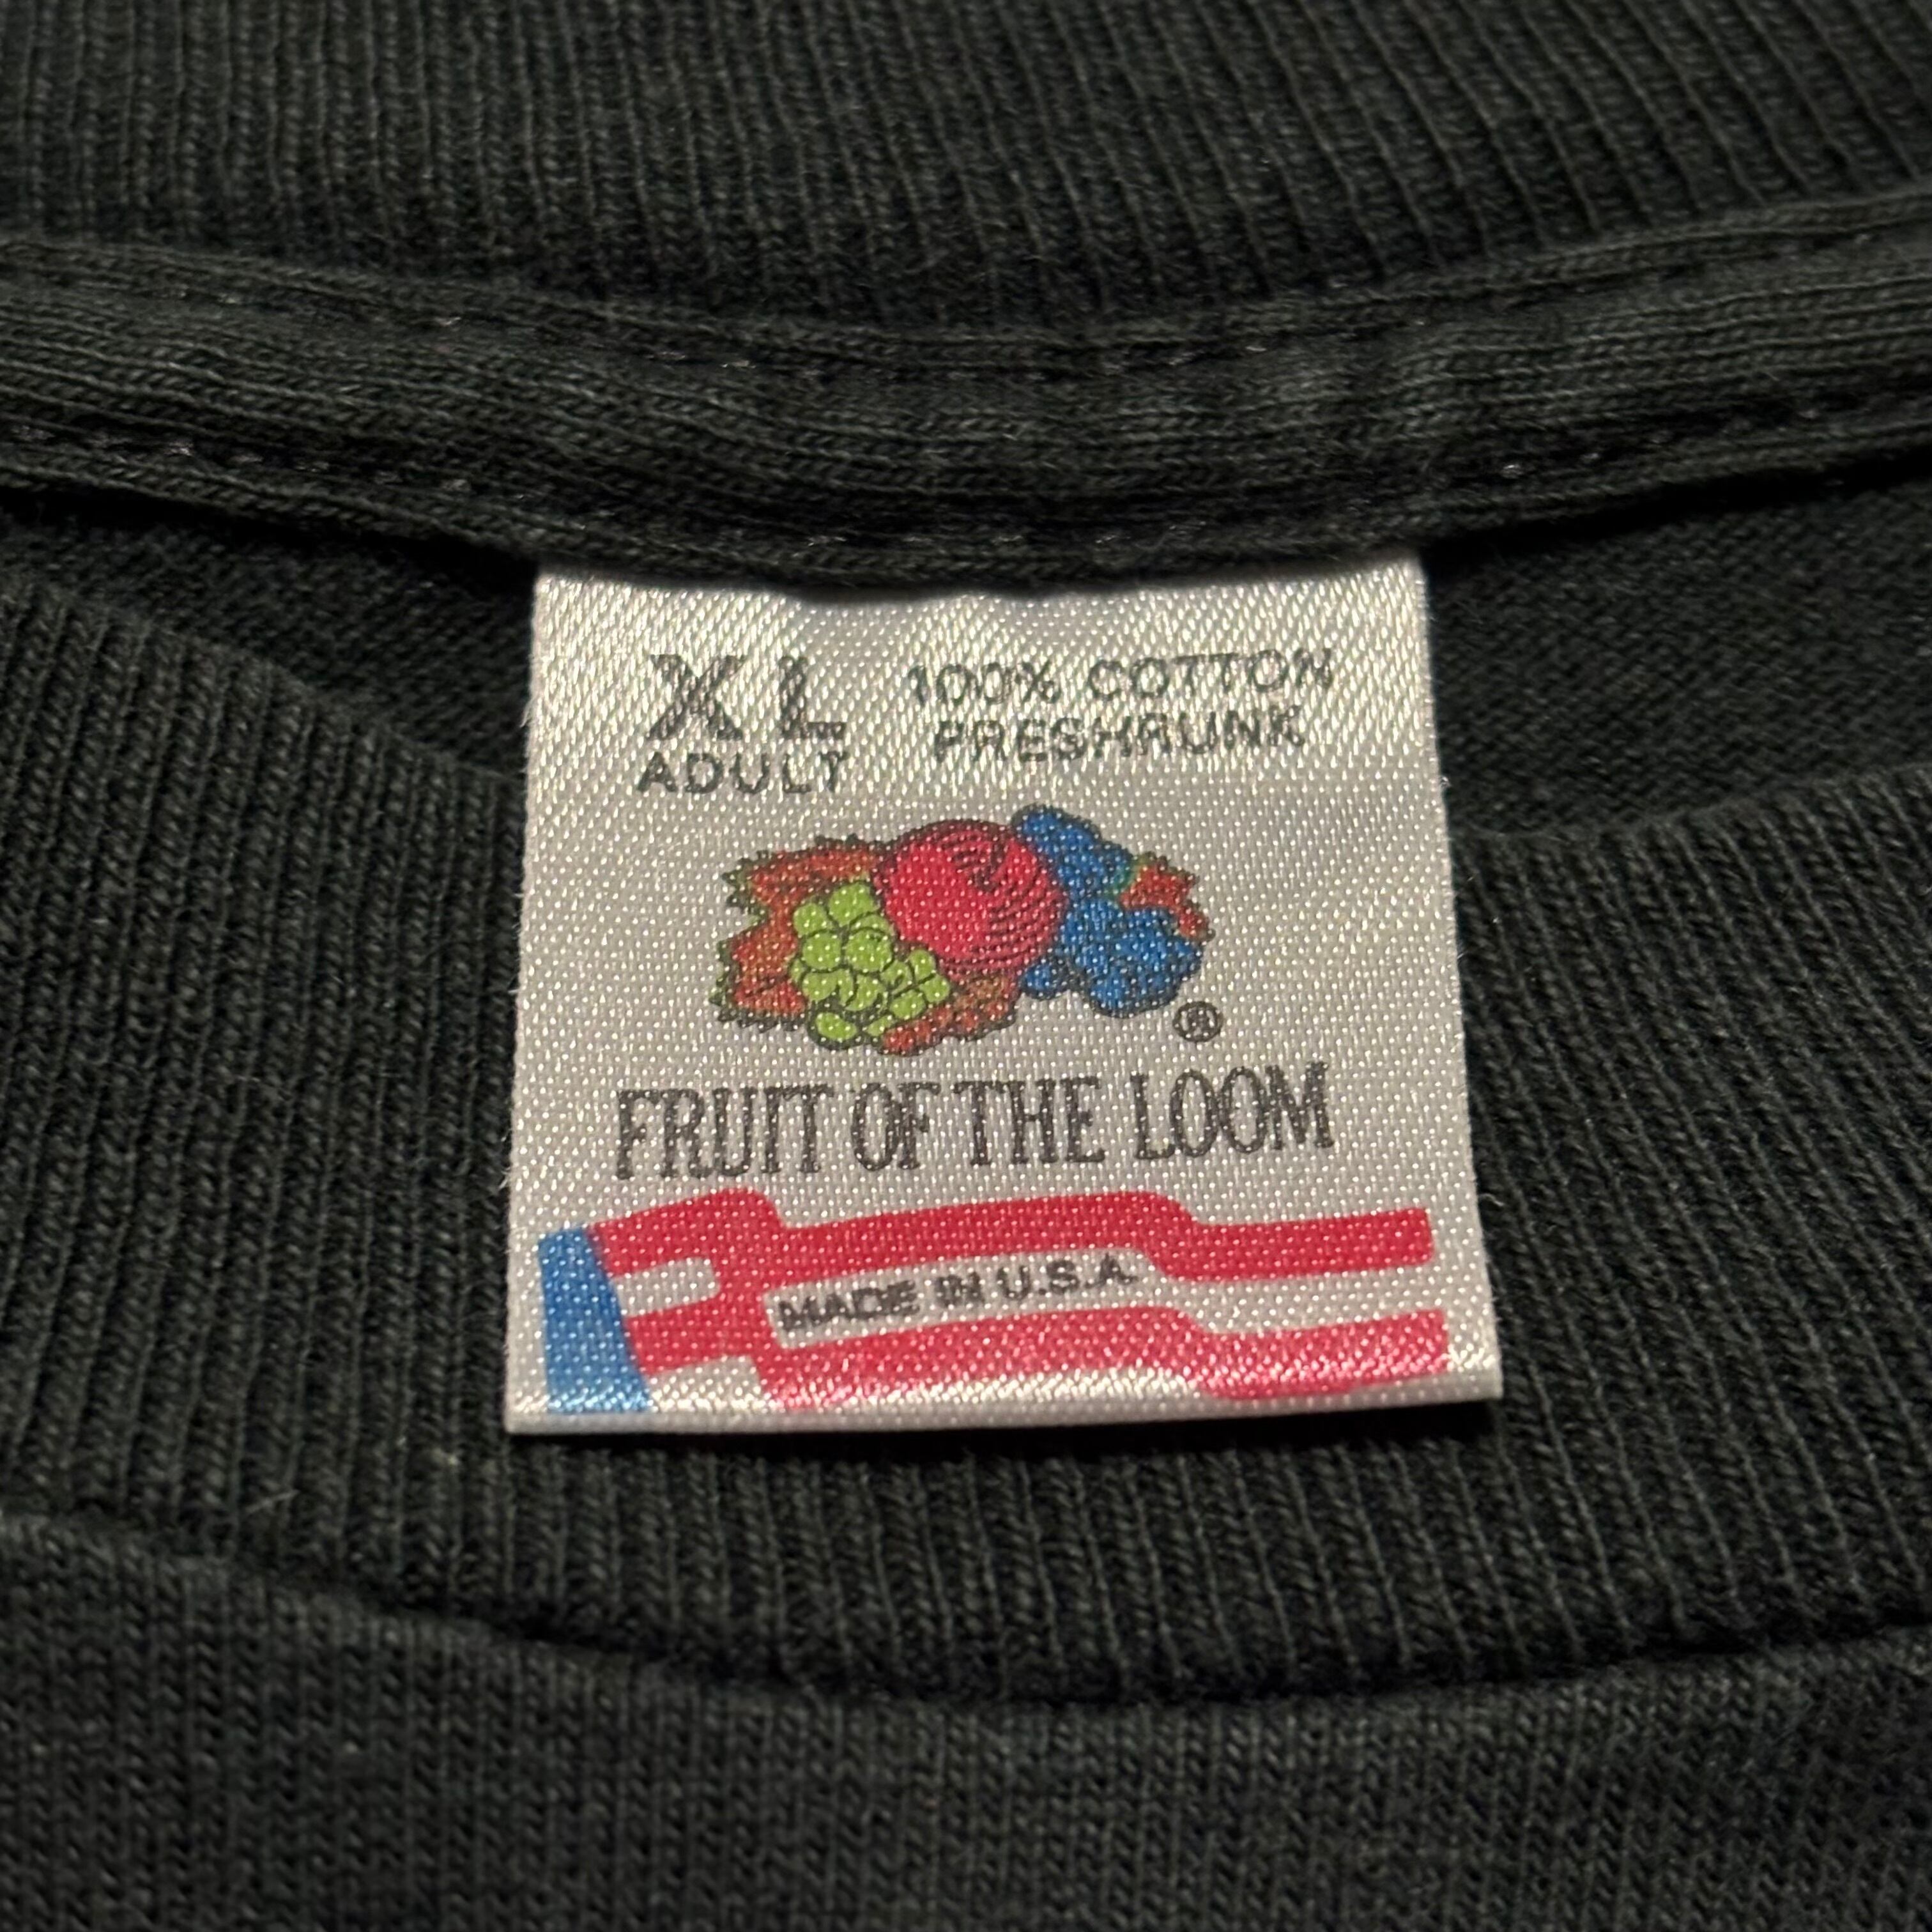 XL
ADULT
100% COTTON
PRESHRUNK
®
FRUIT OF THE LOOM
MADE IN U.S.A.